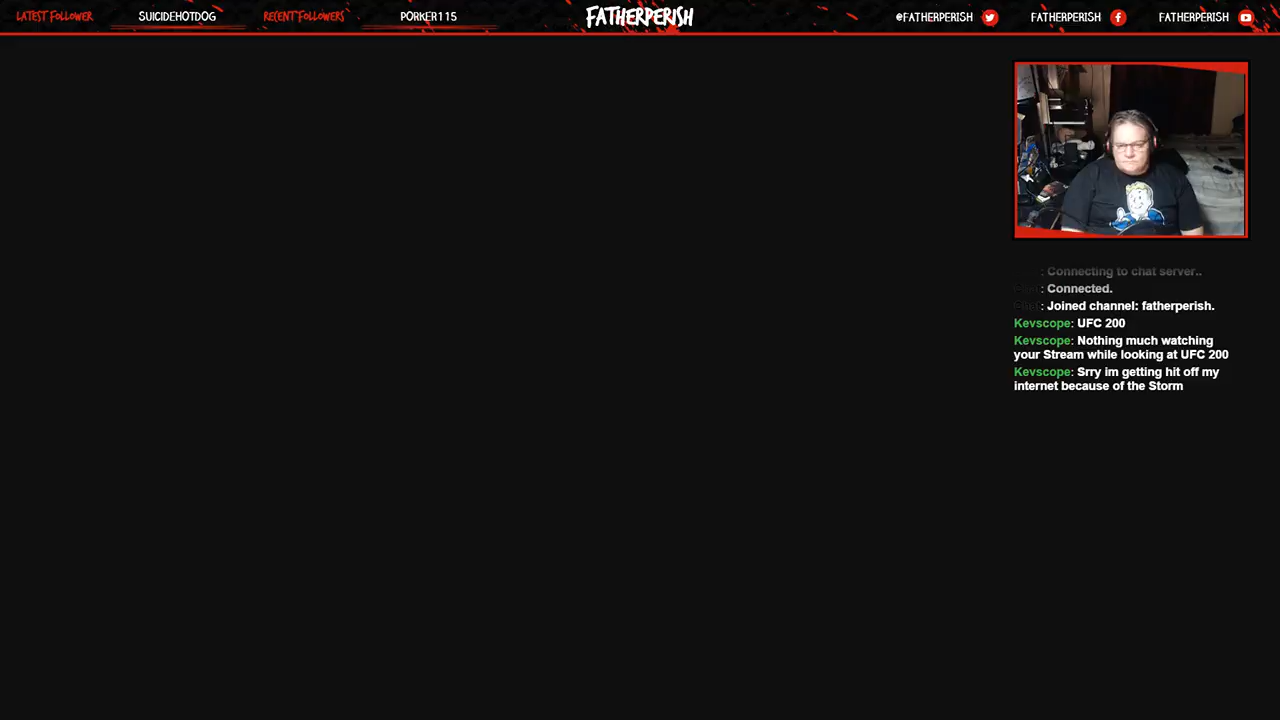 LATEST FOLLOWER SUICIDEHOTDOG RECENT FOLLOWERS PORKER115 FATHERPERISH @FATHERPERISH FATHERPERISH FATHERPERISH
: Connecting to chat server..
: Connected.
Chat: Joined channel: fatherperish.
Kevscope: UFC 200
Kevscope: Nothing much watching
your Stream while looking at UFC 200
Kevscope: Srry im getting hit off my
internet because of the Storm